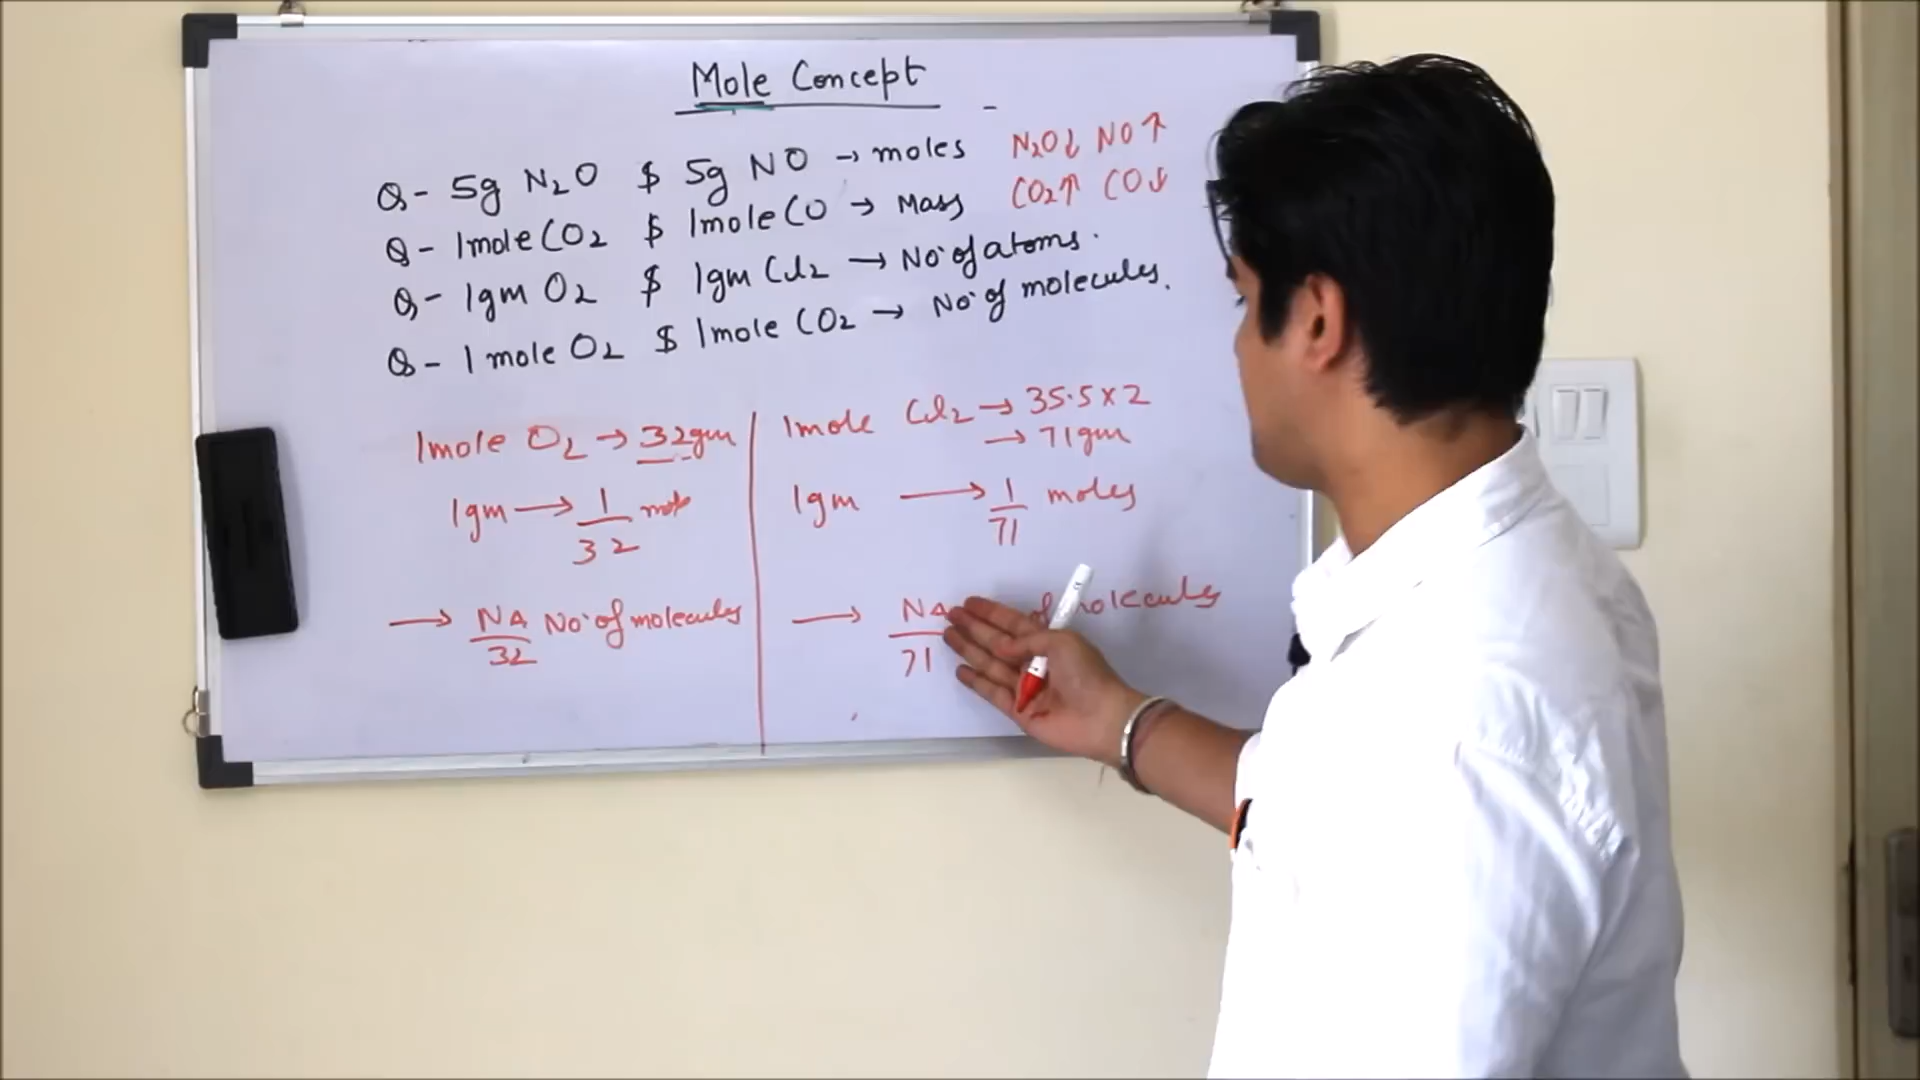 Mole Concept
Q - 5g N₂O $ 5g NO → moles N₂O↓ NO↑
Q - 1mole CO₂ $ 1mole CO → Mass CO₂↑ CO↓
Q - 1gm O₂ $ 1gm Cl₂ → No· of atoms.
Q - 1 mole O₂ $ 1mole CO₂ → No· of molecules.
1mole O₂ → 32gm
1gm → 1/32 mole
→ NA/32 No· of molecules
1mole Cl₂ → 35.5 x 2
→ 71gm
1gm → 1/71 moles
→ NA/71 of molecules